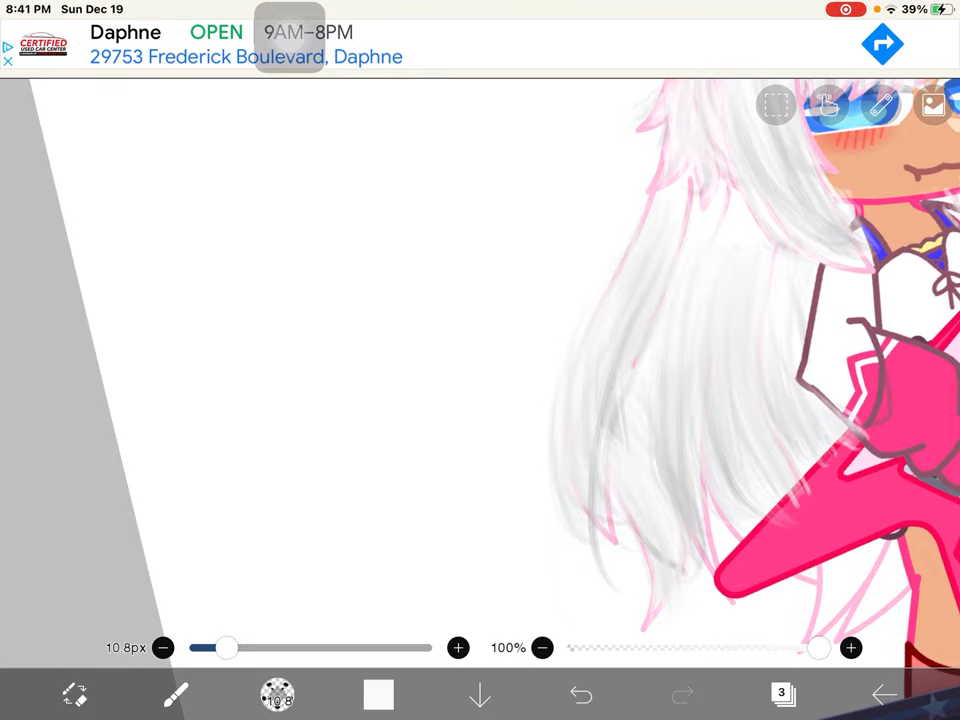 8:41 PM Sun Dec 19
39%
CERTIFIED
USED CAR CENTER
Daphne OPEN 9AM–8PM
29753 Frederick Boulevard, Daphne
10.8px
100%
10.8
3